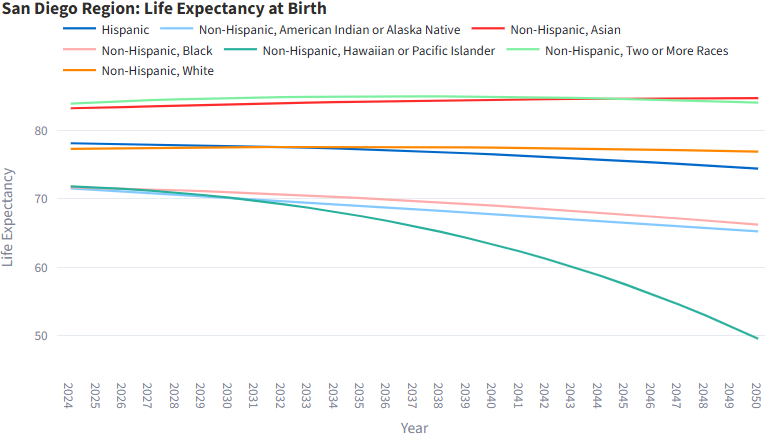 San Diego Region: Life Expectancy at Birth
Hispanic Non-Hispanic, American Indian or Alaska Native Non-Hispanic, Asian
Non-Hispanic, Black Non-Hispanic, Hawaiian or Pacific Islander Non-Hispanic, Two or More Races
Non-Hispanic, White
80
70
60
50
Life Expectancy
2024 2025 2026 2027 2028 2029 2030 2031 2032 2033 2034 2035 2036 2037 2038 2039 2040 2041 2042 2043 2044 2045 2046 2047 2048 2049 2050
Year